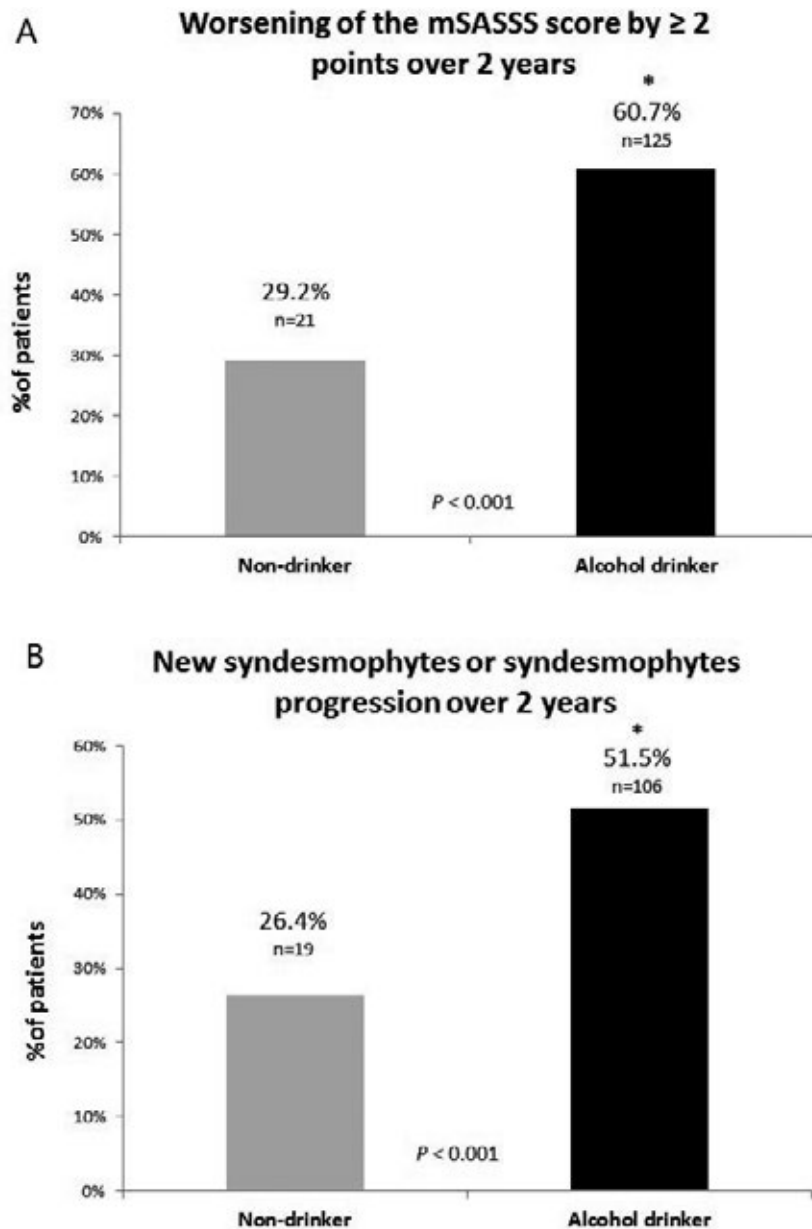 A
Worsening of the mSASSS score by ≥ 2
points over 2 years
*
60.7%
n=125
29.2%
n=21
70%
60%
50%
40%
30%
20%
10%
0%
%of patients
P < 0.001
Non-drinker
Alcohol drinker
B
New syndesmophytes or syndesmophytes
progression over 2 years
*
51.5%
n=106
26.4%
n=19
60%
50%
40%
30%
20%
10%
0%
%of patients
P < 0.001
Non-drinker
Alcohol drinker